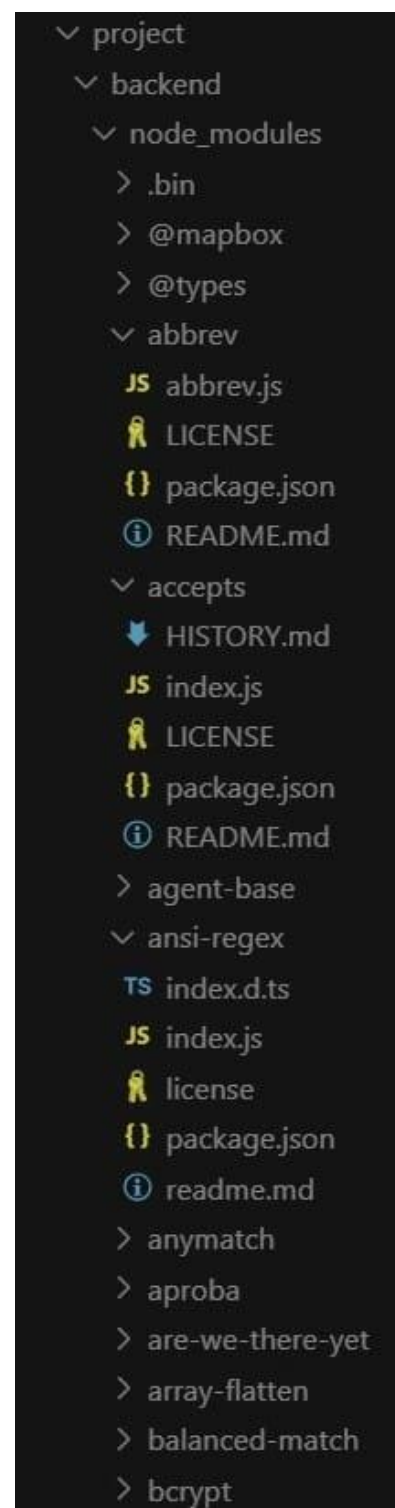 project
backend
node_modules
.bin
@mapbox
@types
abbrev
JS abbrev.js
LICENSE
{} package.json
README.md
accepts
HISTORY.md
JS index.js
LICENSE
{} package.json
README.md
agent-base
ansi-regex
TS index.d.ts
JS index.js
license
{} package.json
readme.md
anymatch
aproba
are-we-there-yet
array-flatten
balanced-match
bcrypt